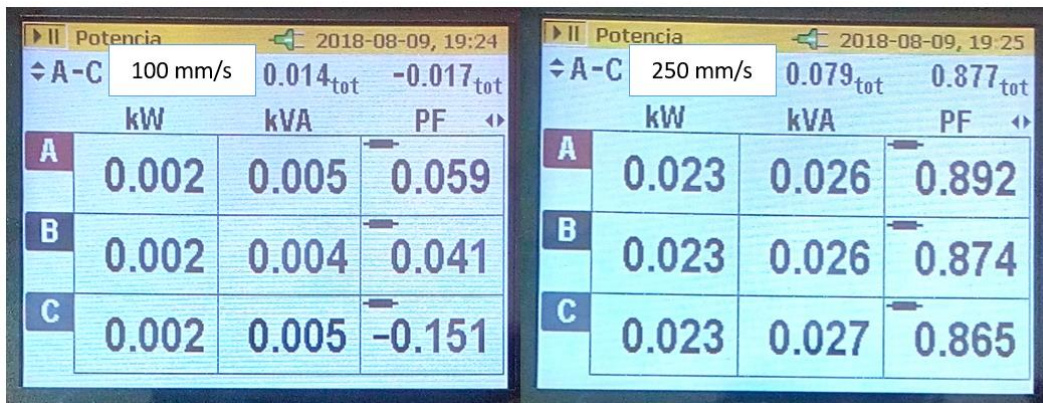 Potencia 2018-08-09, 19:24
A-C 100 mm/s 0.014tot -0.017tot
kW kVA PF
A 0.002 0.005 0.059
B 0.002 0.004 0.041
C 0.002 0.005 -0.151
Potencia 2018-08-09, 19:25
A-C 250 mm/s 0.079tot 0.877tot
kW kVA PF
A 0.023 0.026 0.892
B 0.023 0.026 0.874
C 0.023 0.027 0.865